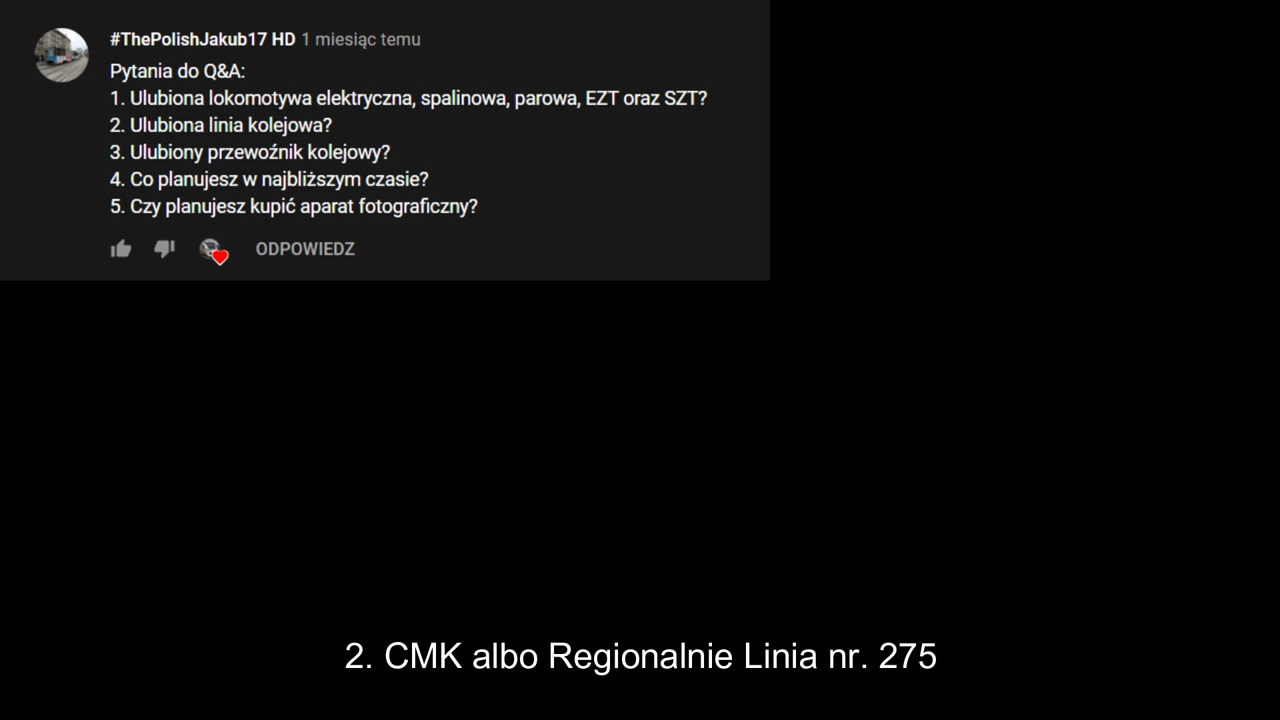 #ThePolishJakub17 HD 1 miesiąc temu
Pytania do Q&A:
1. Ulubiona lokomotywa elektryczna, spalinowa, parowa, EZT oraz SZT?
2. Ulubiona linia kolejowa?
3. Ulubiony przewoźnik kolejowy?
4. Co planujesz w najbliższym czasie?
5. Czy planujesz kupić aparat fotograficzny?
ODPOWIEDZ
2. CMK albo Regionalnie Linia nr. 275